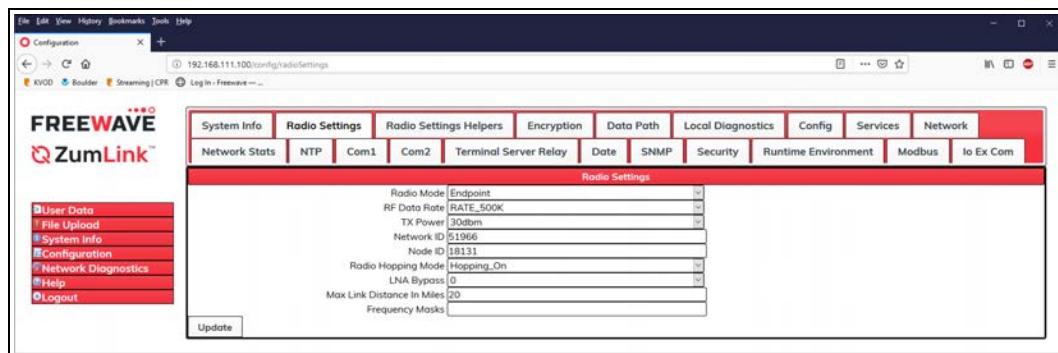 File Edit View History Bookmarks Tools Help
Configuration
192.168.111.100/config/radioSettings
KVOD Boulder Streaming | CPR Log In - Freewave — ...
FREEWAVE
ZumLink™
System Info Radio Settings Radio Settings Helpers Encryption Data Path Local Diagnostics Config Services Network
Network Stats NTP Com1 Com2 Terminal Server Relay Date SNMP Security Runtime Environment Modbus Io Ex Com
Radio Settings
Radio Mode Endpoint
RF Data Rate RATE_500K
TX Power 30dbm
Network ID 51966
Node ID 18131
Radio Hopping Mode Hopping_On
LNA Bypass 0
Max Link Distance In Miles 20
Frequency Masks
Update
User Data
File Upload
System Info
Configuration
Network Diagnostics
Help
Logout